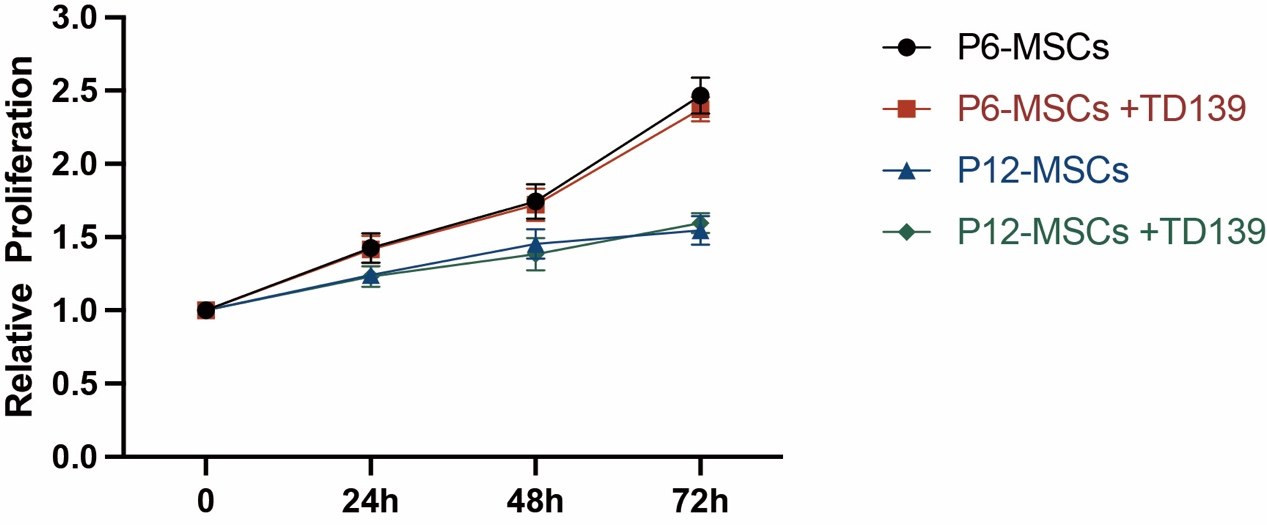 Relative Proliferation
3.0
2.5
2.0
1.5
1.0
0.5
0.0
0
24h
48h
72h
P6-MSCs
P6-MSCs +TD139
P12-MSCs
P12-MSCs +TD139